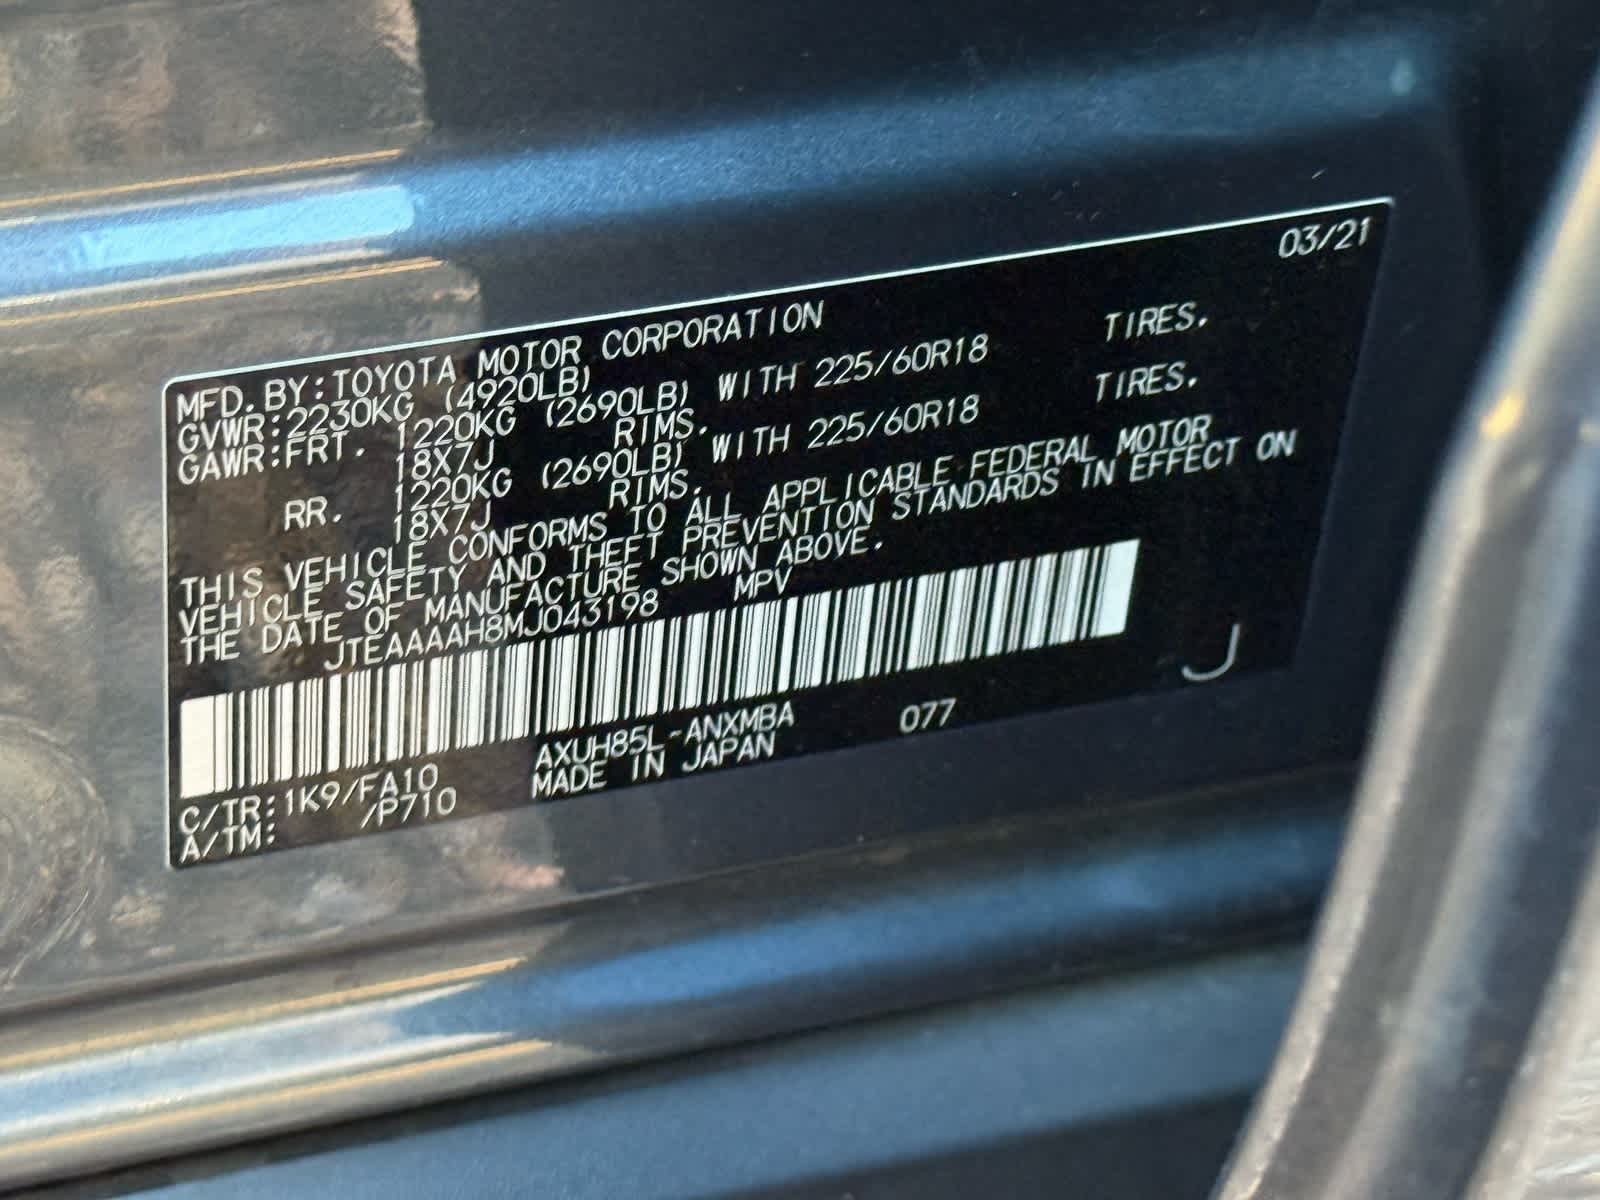 03/21
MFD. BY: TOYOTA MOTOR CORPORATION
GVWR: 2230KG (4920LB)
GAWR: FRT. 1220KG (2690LB) WITH 225/60R18 TIRES.
18X7J RIMS.
RR. 1220KG (2690LB) WITH 225/60R18 TIRES.
18X7J RIMS.
THIS VEHICLE CONFORMS TO ALL APPLICABLE FEDERAL MOTOR
VEHICLE SAFETY AND THEFT PREVENTION STANDARDS IN EFFECT ON
THE DATE OF MANUFACTURE SHOWN ABOVE.
JTEAAAAH8MJ043198 MPV
J
C/TR: 1K9/FA10 AXUH85L-ANXMBA 077
A/TM: /P710 MADE IN JAPAN